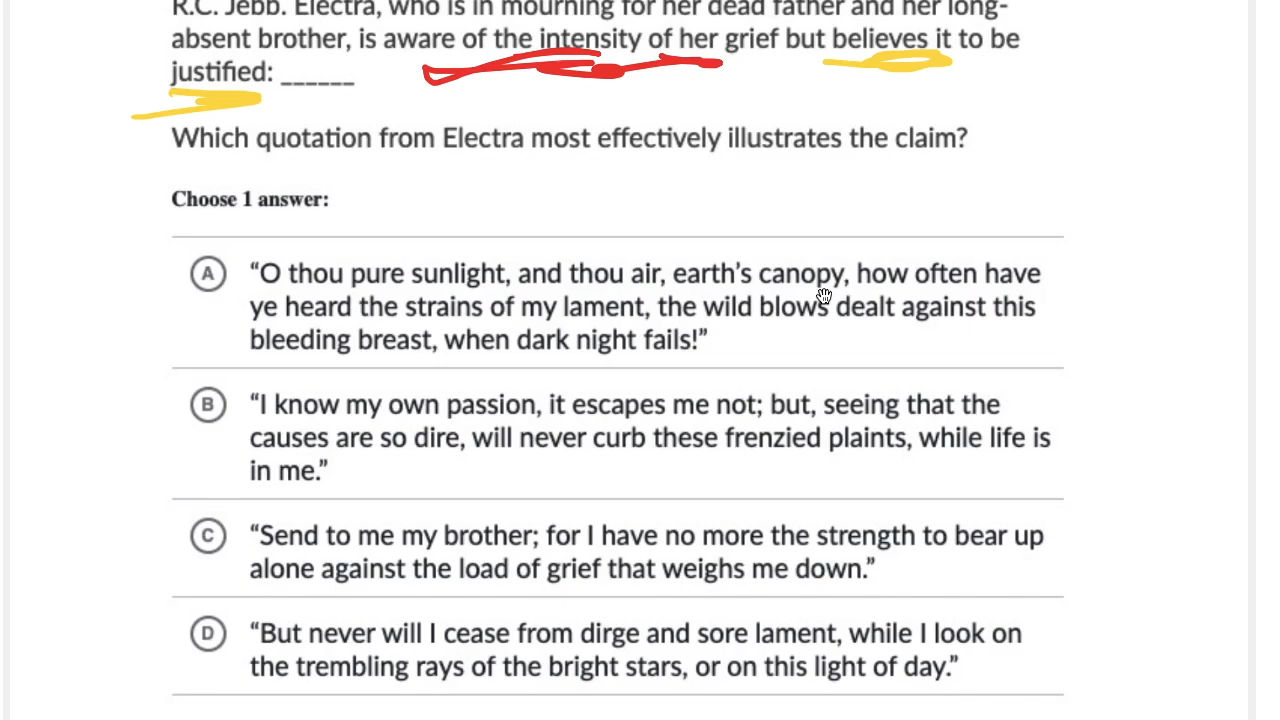 R.C. Jebb. Electra, who is in mourning for her dead father and her long-
absent brother, is aware of the intensity of her grief but believes it to be
justified: ______
Which quotation from Electra most effectively illustrates the claim?
Choose 1 answer:
A “O thou pure sunlight, and thou air, earth’s canopy, how often have
ye heard the strains of my lament, the wild blows dealt against this
bleeding breast, when dark night fails!”
B “I know my own passion, it escapes me not; but, seeing that the
causes are so dire, will never curb these frenzied plaints, while life is
in me.”
C “Send to me my brother; for I have no more the strength to bear up
alone against the load of grief that weighs me down.”
D “But never will I cease from dirge and sore lament, while I look on
the trembling rays of the bright stars, or on this light of day.”